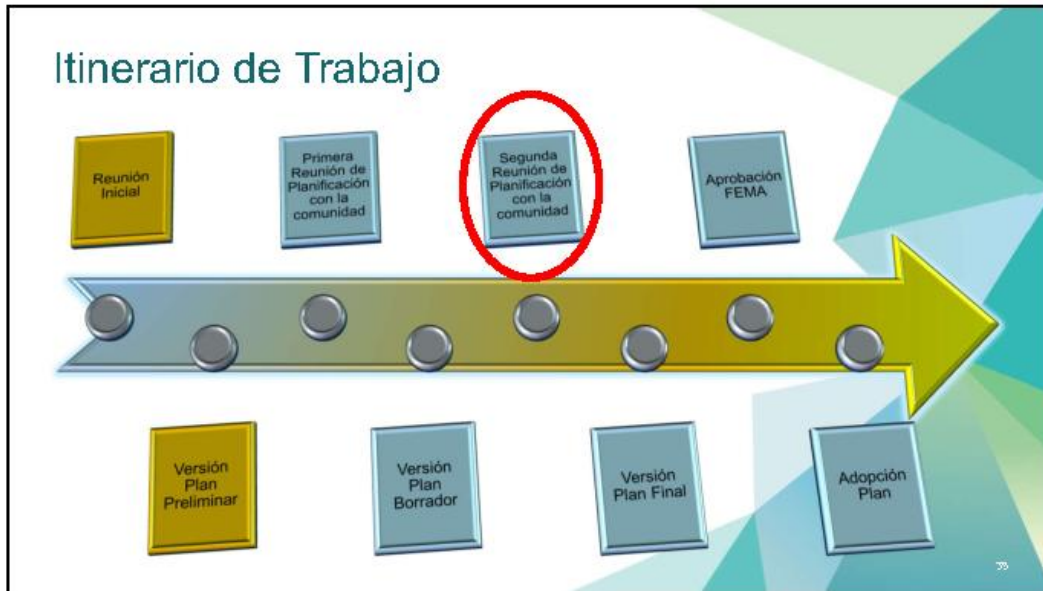 Itinerario de Trabajo
Reunión
Inicial
Primera
Reunión de
Planificación
con la
comunidad
Segunda
Reunión de
Planificación
con la
comunidad
Aprobación
FEMA
Versión
Plan
Preliminar
Versión
Plan
Borrador
Versión
Plan Final
Adopción
Plan